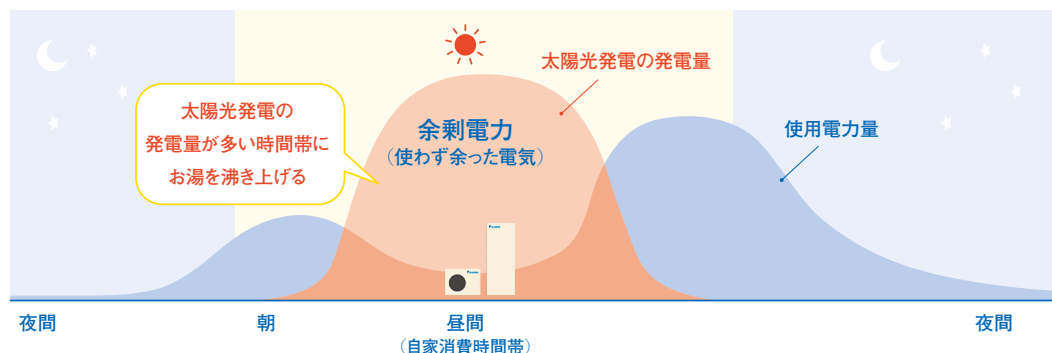 太陽光発電の発電量
太陽光発電の
発電量が多い時間帯に
お湯を沸き上げる
余剰電力
（使わず余った電気）
使用電力量
夜間
朝
昼間
（自家消費時間帯）
夜間